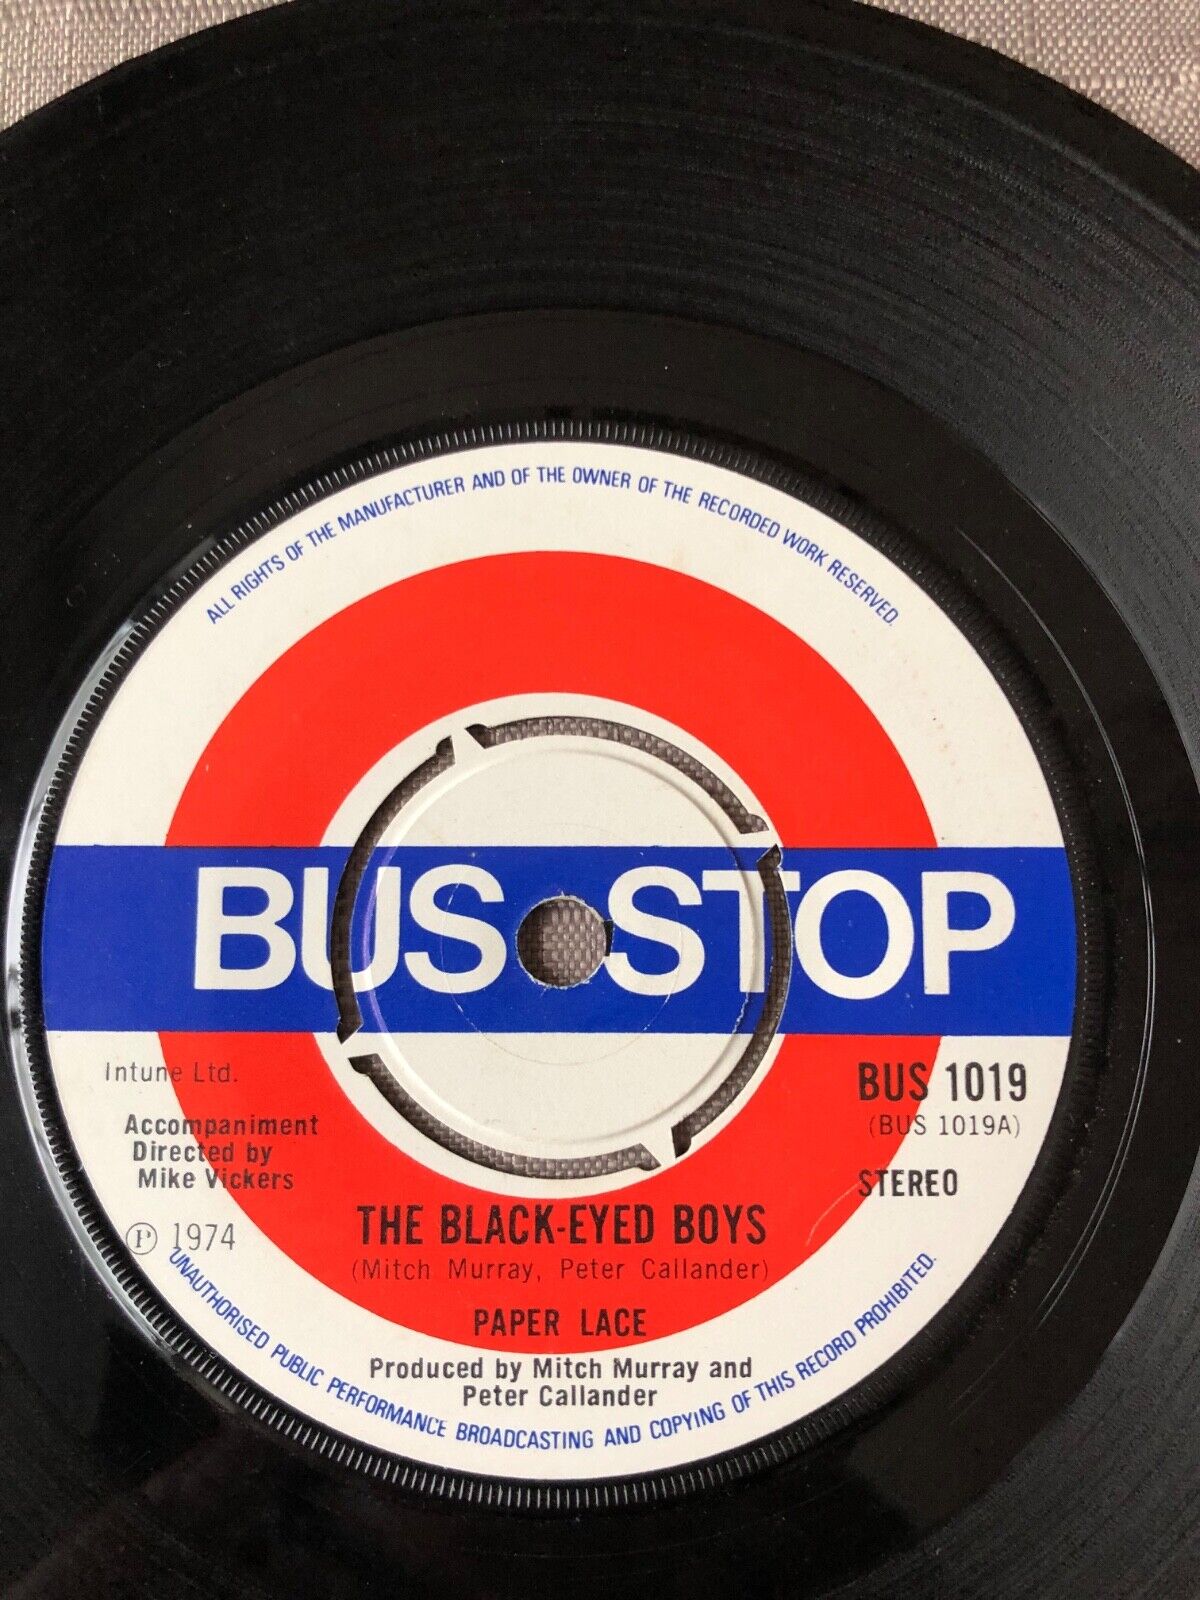 ALL RIGHTS OF THE MANUFACTURER AND OF THE OWNER OF THE RECORDED WORK RESERVED.
BUS STOP
Intune Ltd.
Accompaniment
Directed by
Mike Vickers
℗ 1974
BUS 1019
(BUS 1019A)
STEREO
THE BLACK-EYED BOYS
(Mitch Murray, Peter Callander)
PAPER LACE
Produced by Mitch Murray and
Peter Callander
UNAUTHORISED PUBLIC PERFORMANCE BROADCASTING AND COPYING OF THIS RECORD PROHIBITED.